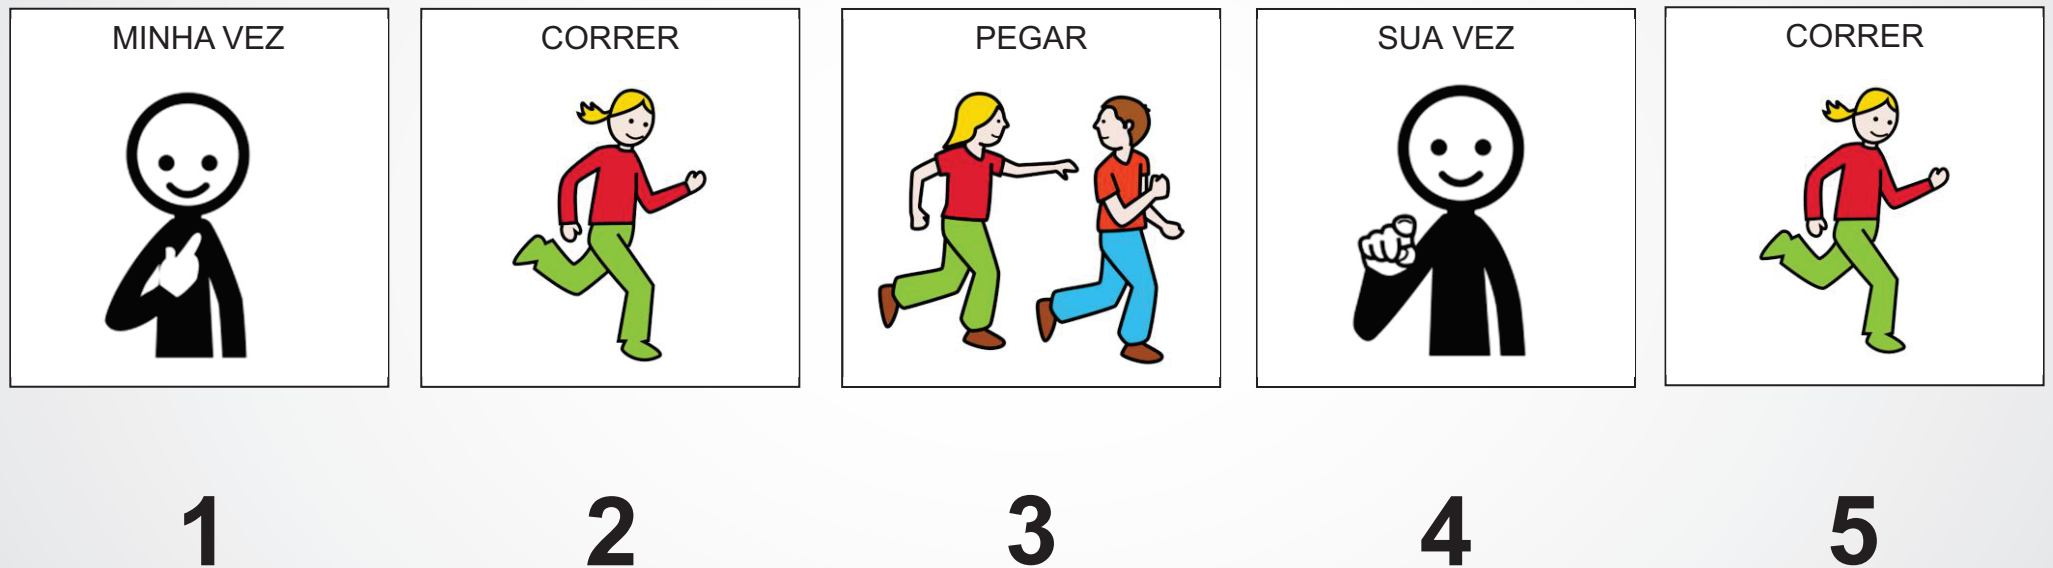 MINHA VEZ
CORRER
PEGAR
SUA VEZ
CORRER
1
2
3
4
5